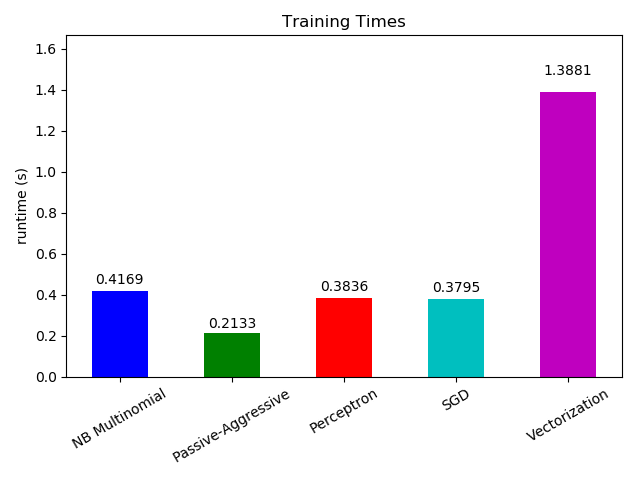 Training Times
runtime (s)
1.6
1.4
1.2
1.0
0.8
0.6
0.4
0.2
0.0
0.4169
0.2133
0.3836
0.3795
1.3881
NB Multinomial
Passive-Aggressive
Perceptron
SGD
Vectorization